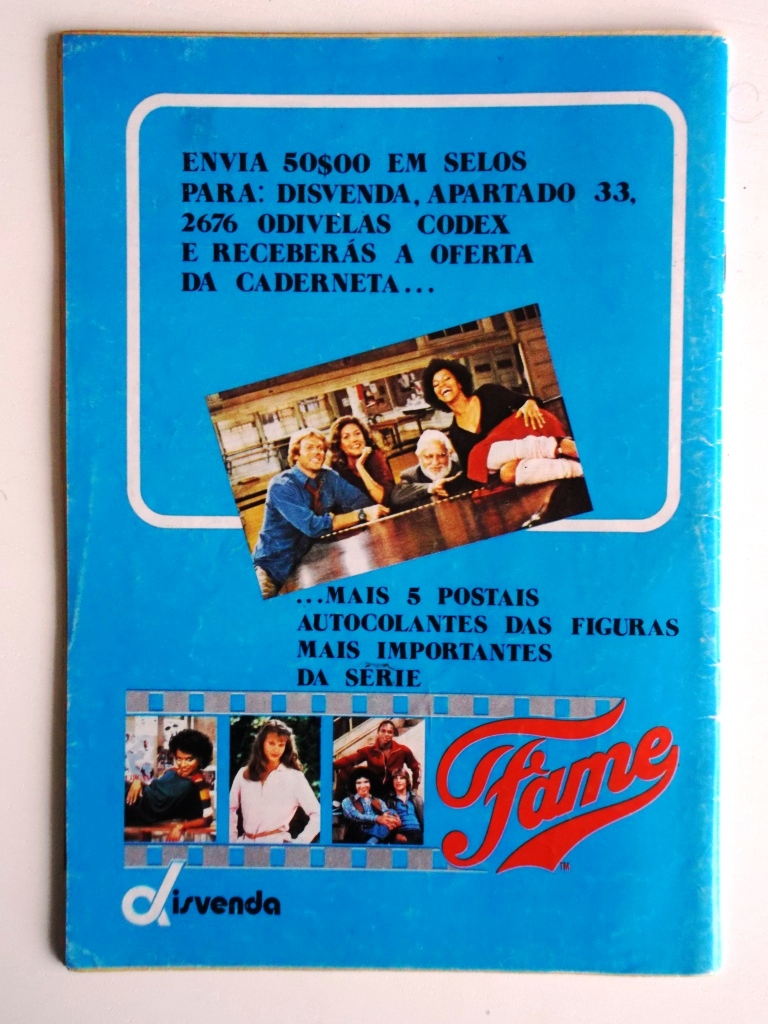 ENVIA 50$00 EM SELOS
PARA: DISVENDA, APARTADO 33,
2676 ODIVELAS CODEX
E RECEBERÁS A OFERTA
DA CADERNETA...
...MAIS 5 POSTAIS
AUTOCOLANTES DAS FIGURAS
MAIS IMPORTANTES
DA SÉRIE
Fame
TM
disvenda